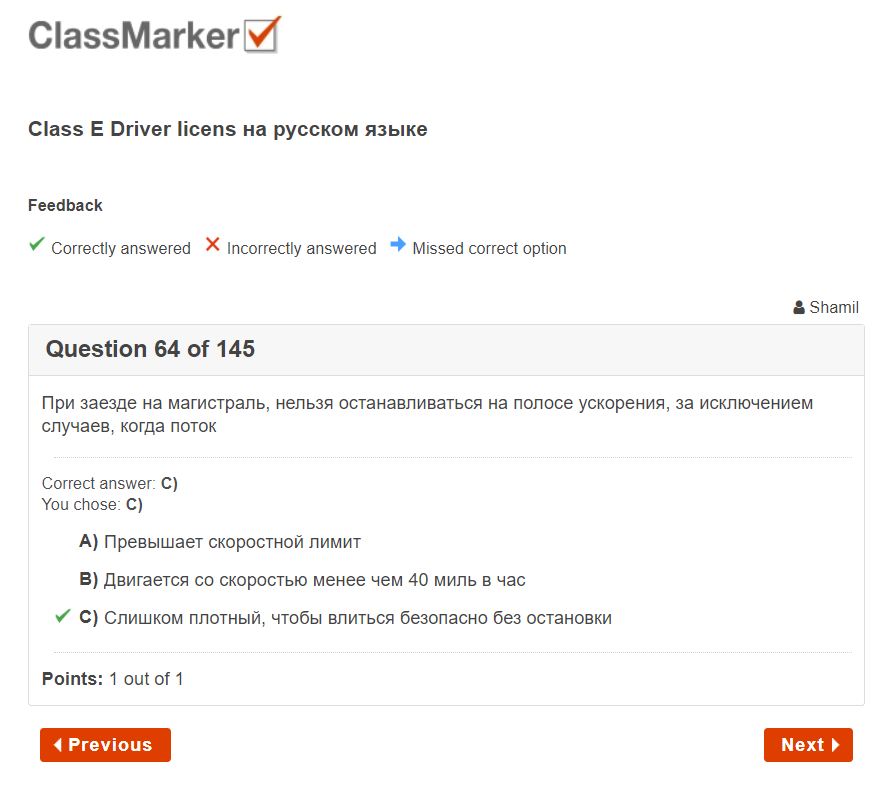 ClassMarker
Class E Driver licens на русском языке
Feedback
Correctly answered Incorrectly answered Missed correct option
Shamil
Question 64 of 145
При заезде на магистраль, нельзя останавливаться на полосе ускорения, за исключением
случаев, когда поток
Correct answer: C)
You chose: C)
A) Превышает скоростной лимит
B) Двигается со скоростью менее чем 40 миль в час
C) Слишком плотный, чтобы влиться безопасно без остановки
Points: 1 out of 1
Previous
Next